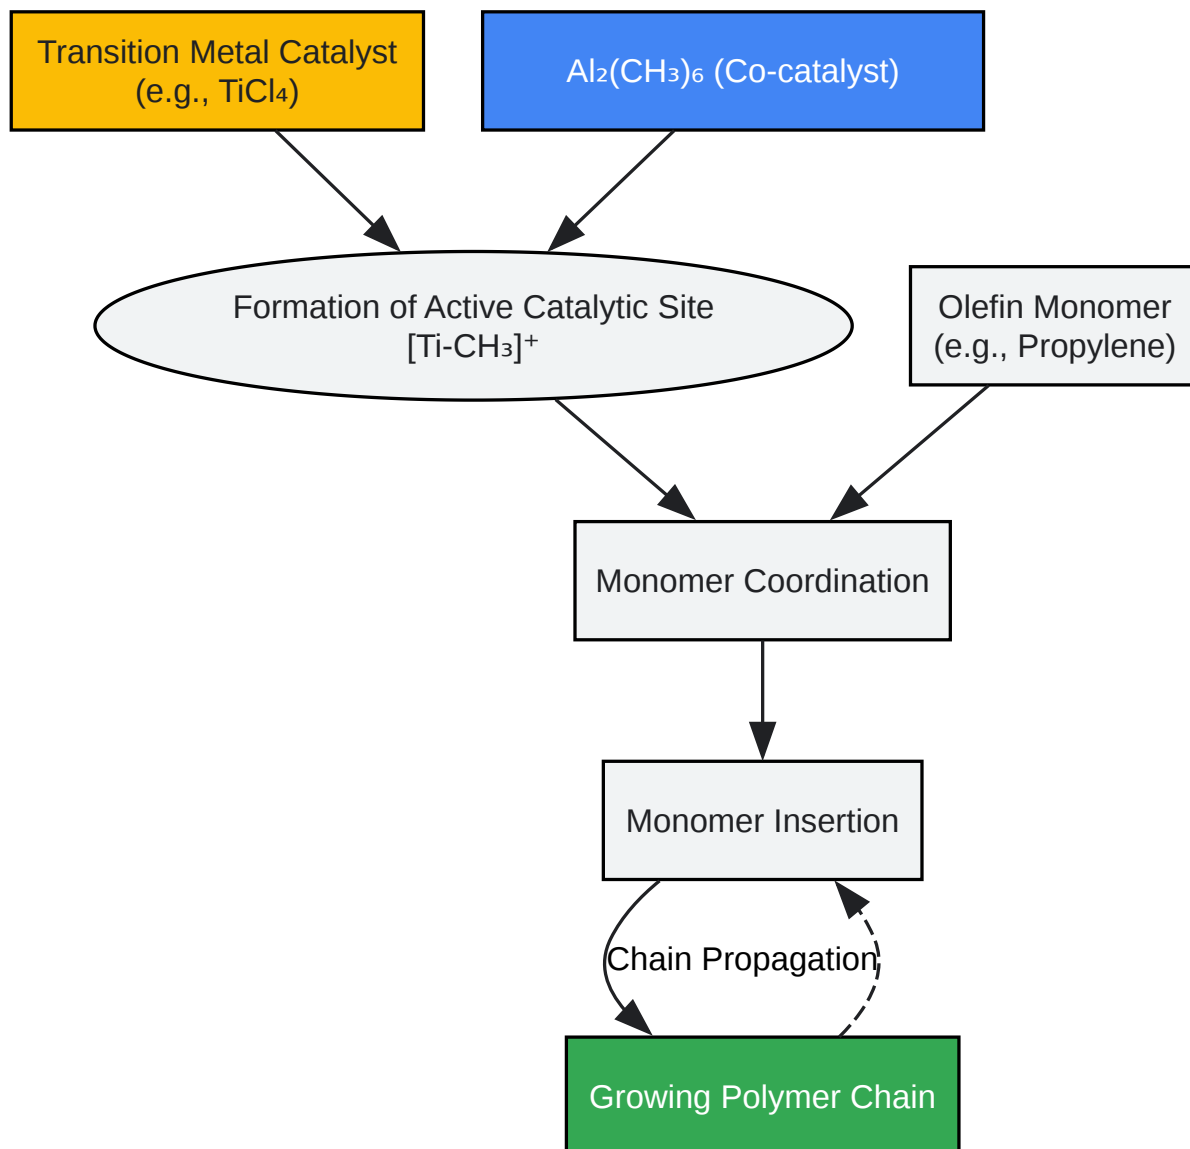 Transition Metal Catalyst
(e.g., TiCl₄)
Al₂(CH₃)₆ (Co-catalyst)
Formation of Active Catalytic Site
[Ti-CH₃]⁺
Olefin Monomer
(e.g., Propylene)
Monomer Coordination
Monomer Insertion
Chain Propagation
Growing Polymer Chain